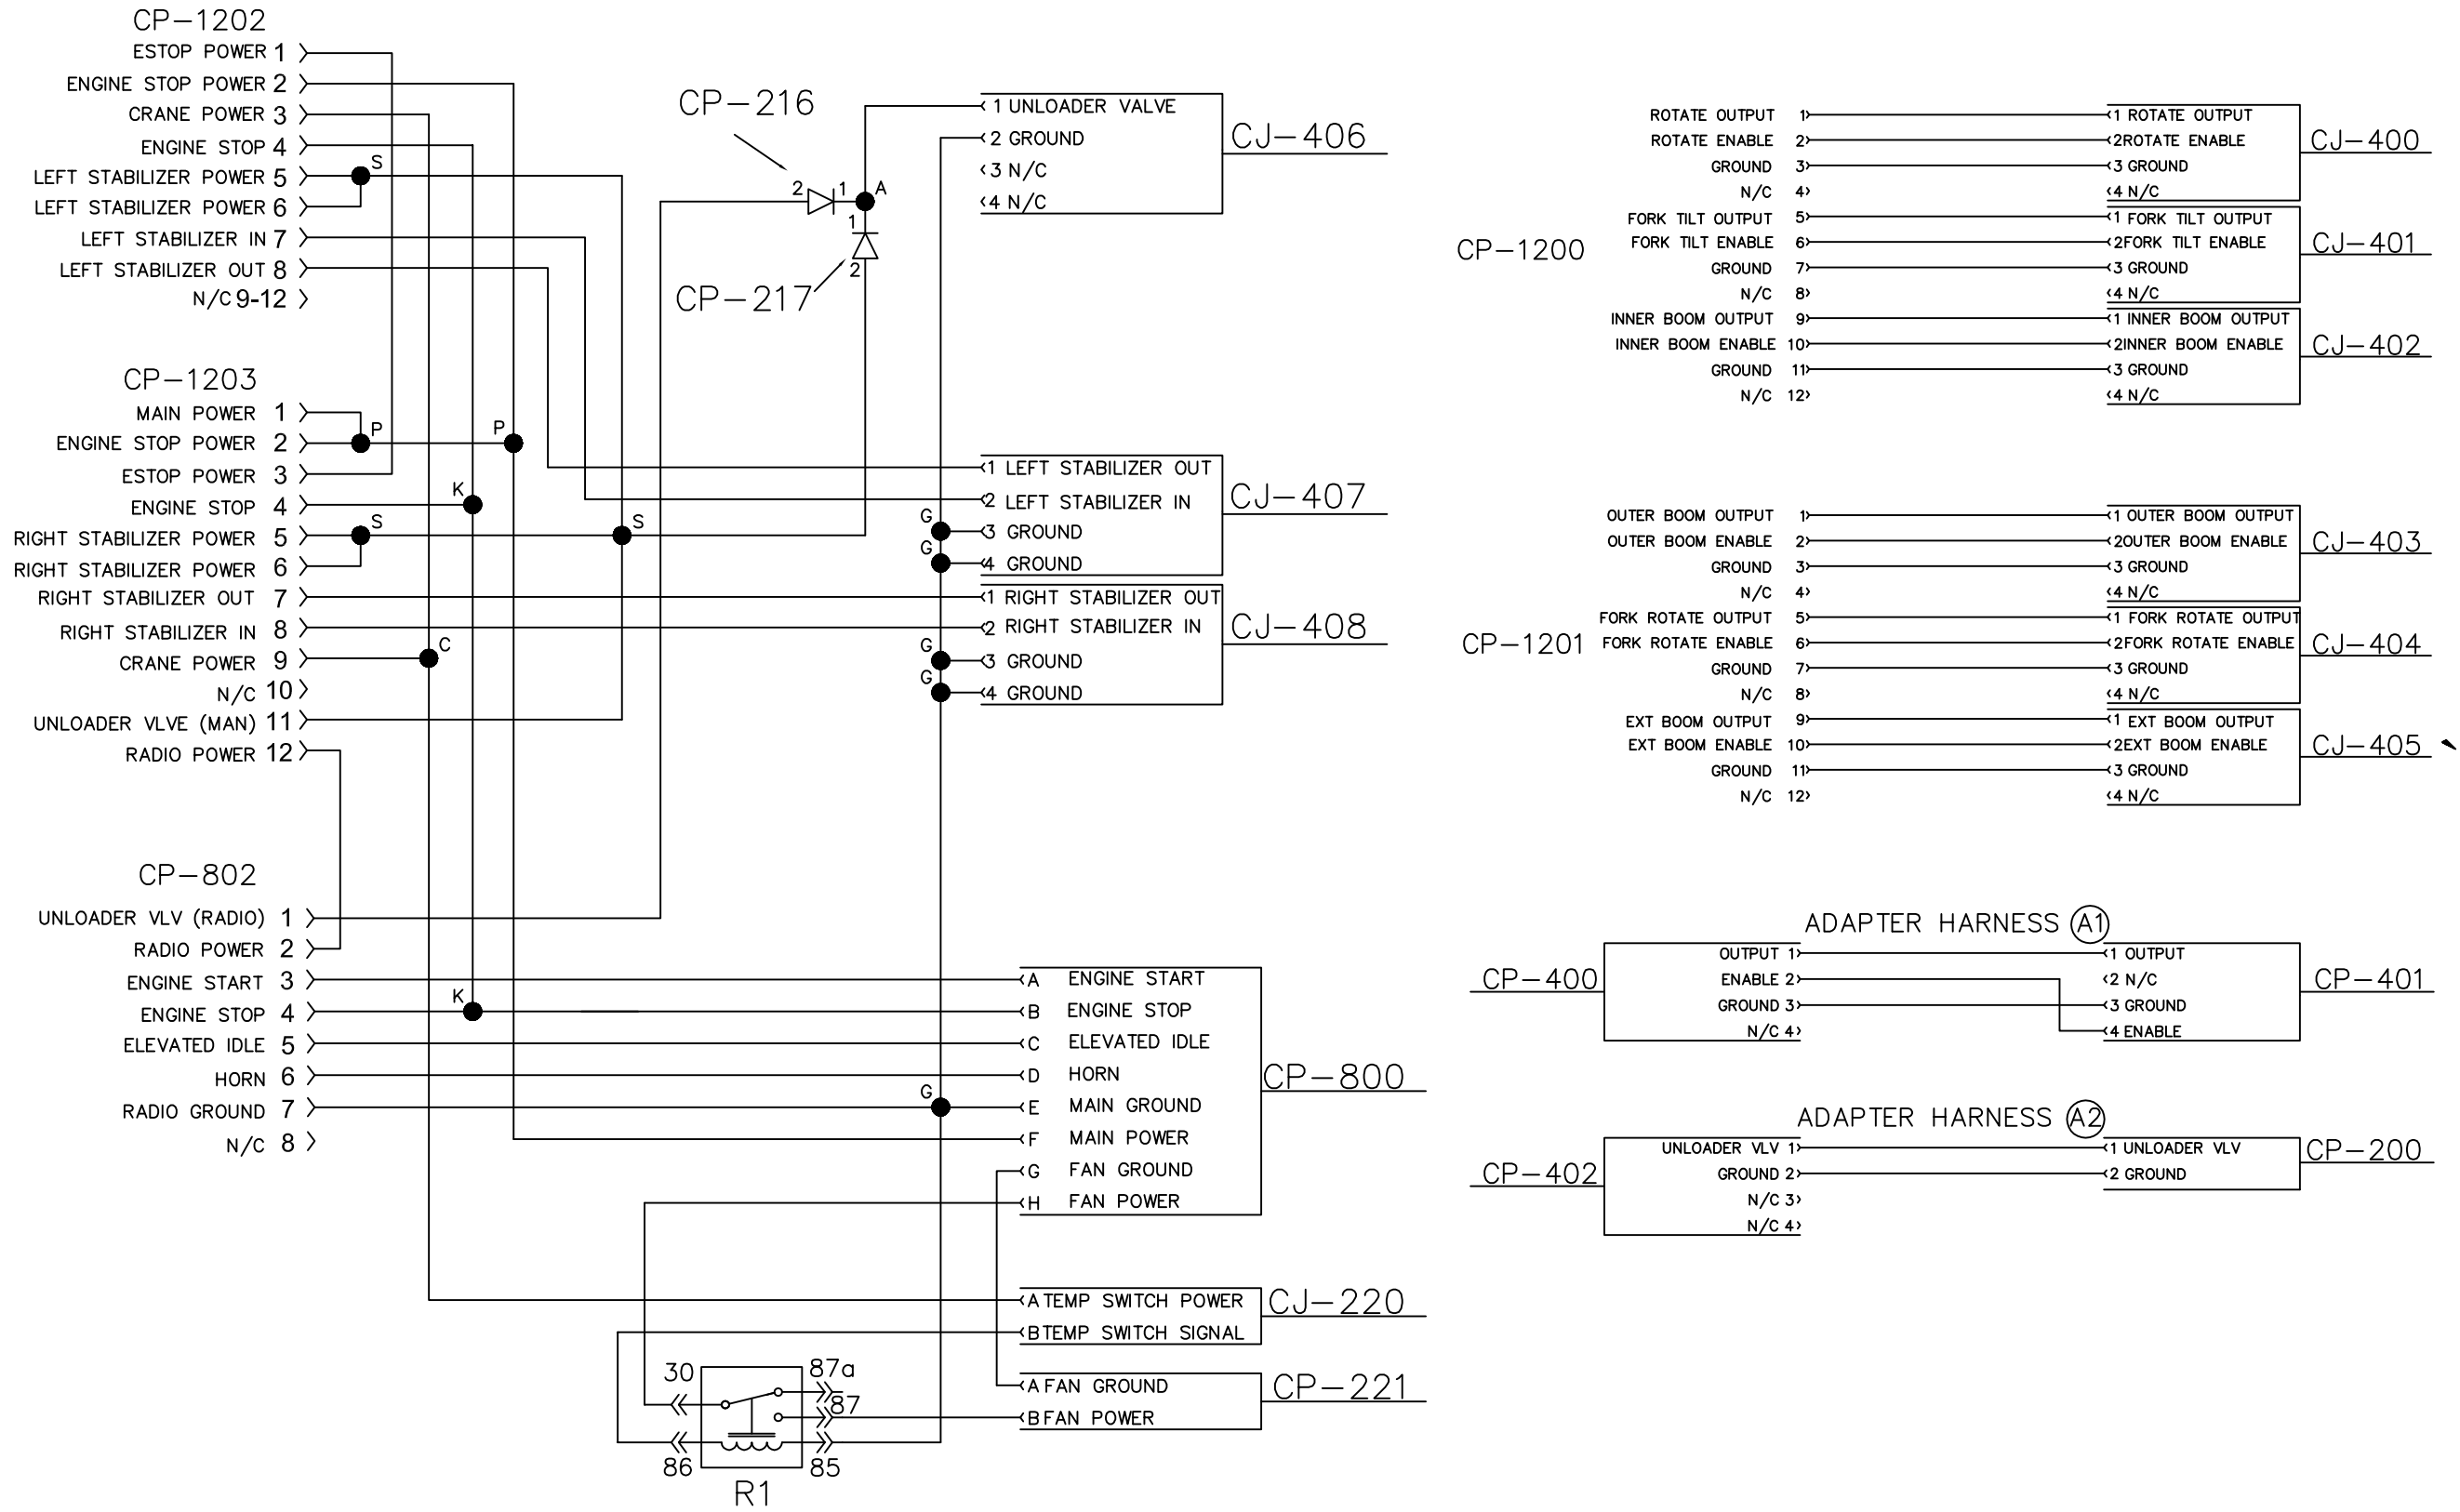 CP-1202
ESTOP POWER 1
ENGINE STOP POWER 2
CRANE POWER 3
ENGINE STOP 4
LEFT STABILIZER POWER 5
S
LEFT STABILIZER POWER 6
LEFT STABILIZER IN 7
LEFT STABILIZER OUT 8
N/C 9-12
CP-1203
MAIN POWER 1
P
P
ENGINE STOP POWER 2
ESTOP POWER 3
K
ENGINE STOP 4
RIGHT STABILIZER POWER 5
S
S
RIGHT STABILIZER POWER 6
RIGHT STABILIZER OUT 7
RIGHT STABILIZER IN 8
CRANE POWER 9
C
N/C 10
UNLOADER VLVE (MAN) 11
RADIO POWER 12
CP-802
UNLOADER VLV (RADIO) 1
RADIO POWER 2
ENGINE START 3
K
ENGINE STOP 4
ELEVATED IDLE 5
HORN 6
RADIO GROUND 7
N/C 8
CP-216
2 1 A
1
2
CP-217
1 UNLOADER VALVE
2 GROUND
3 N/C
4 N/C
CJ-406
1 LEFT STABILIZER OUT
2 LEFT STABILIZER IN
G
3 GROUND
G
4 GROUND
CJ-407
1 RIGHT STABILIZER OUT
2 RIGHT STABILIZER IN
G
3 GROUND
G
4 GROUND
CJ-408
A ENGINE START
B ENGINE STOP
C ELEVATED IDLE
D HORN
G
E MAIN GROUND
F MAIN POWER
G FAN GROUND
H FAN POWER
CP-800
A TEMP SWITCH POWER
B TEMP SWITCH SIGNAL
CJ-220
A FAN GROUND
B FAN POWER
CP-221
30 87a
87
86 85
R1
CP-1200
ROTATE OUTPUT 1
ROTATE ENABLE 2
GROUND 3
N/C 4
FORK TILT OUTPUT 5
FORK TILT ENABLE 6
GROUND 7
N/C 8
INNER BOOM OUTPUT 9
INNER BOOM ENABLE 10
GROUND 11
N/C 12
1 ROTATE OUTPUT
2ROTATE ENABLE
3 GROUND
4 N/C
CJ-400
1 FORK TILT OUTPUT
2FORK TILT ENABLE
3 GROUND
4 N/C
CJ-401
1 INNER BOOM OUTPUT
2INNER BOOM ENABLE
3 GROUND
4 N/C
CJ-402
CP-1201
OUTER BOOM OUTPUT 1
OUTER BOOM ENABLE 2
GROUND 3
N/C 4
FORK ROTATE OUTPUT 5
FORK ROTATE ENABLE 6
GROUND 7
N/C 8
EXT BOOM OUTPUT 9
EXT BOOM ENABLE 10
GROUND 11
N/C 12
1 OUTER BOOM OUTPUT
2OUTER BOOM ENABLE
3 GROUND
4 N/C
CJ-403
1 FORK ROTATE OUTPUT
2FORK ROTATE ENABLE
3 GROUND
4 N/C
CJ-404
1 EXT BOOM OUTPUT
2EXT BOOM ENABLE
3 GROUND
4 N/C
CJ-405
ADAPTER HARNESS A1
CP-400
OUTPUT 1
ENABLE 2
GROUND 3
N/C 4
1 OUTPUT
2 N/C
3 GROUND
4 ENABLE
CP-401
ADAPTER HARNESS A2
CP-402
UNLOADER VLV 1
GROUND 2
N/C 3
N/C 4
1 UNLOADER VLV
2 GROUND
CP-200